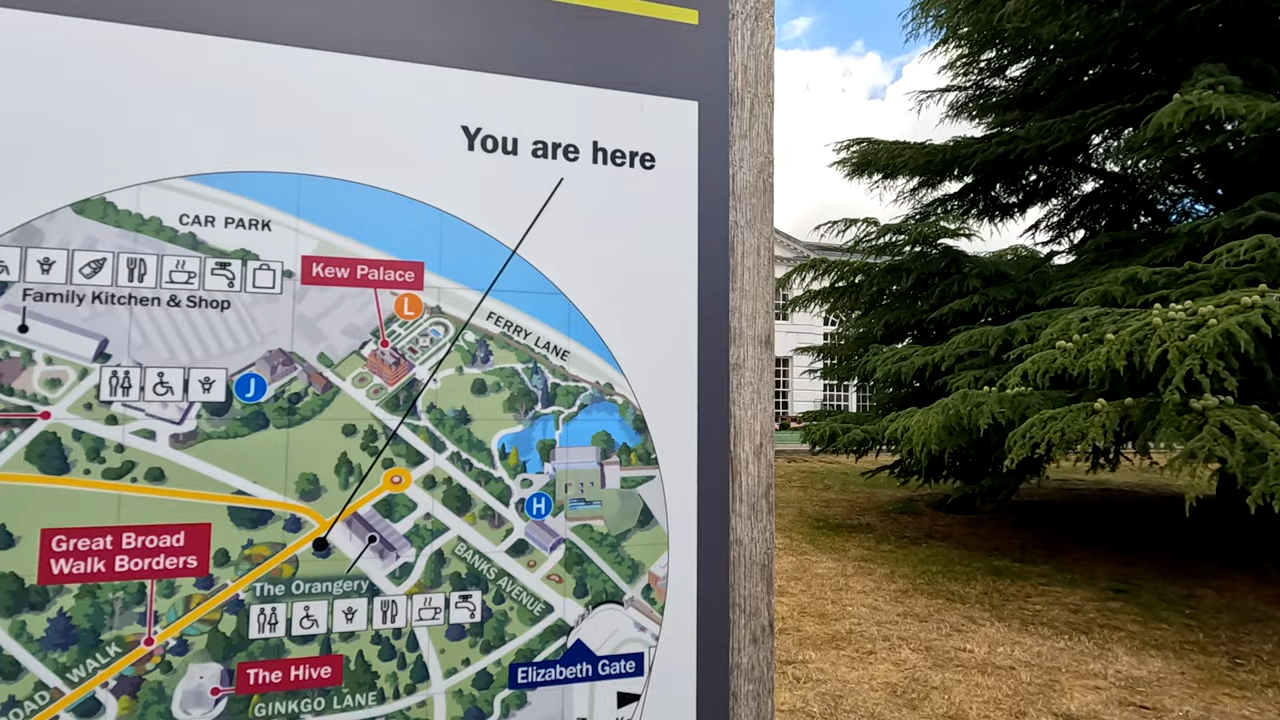 You are here
CAR PARK
Kew Palace
L
Family Kitchen & Shop
FERRY LANE
J
H
Great Broad
Walk Borders
The Orangery
BANKS AVENUE
WALK
The Hive
GINKGO LANE
Elizabeth Gate